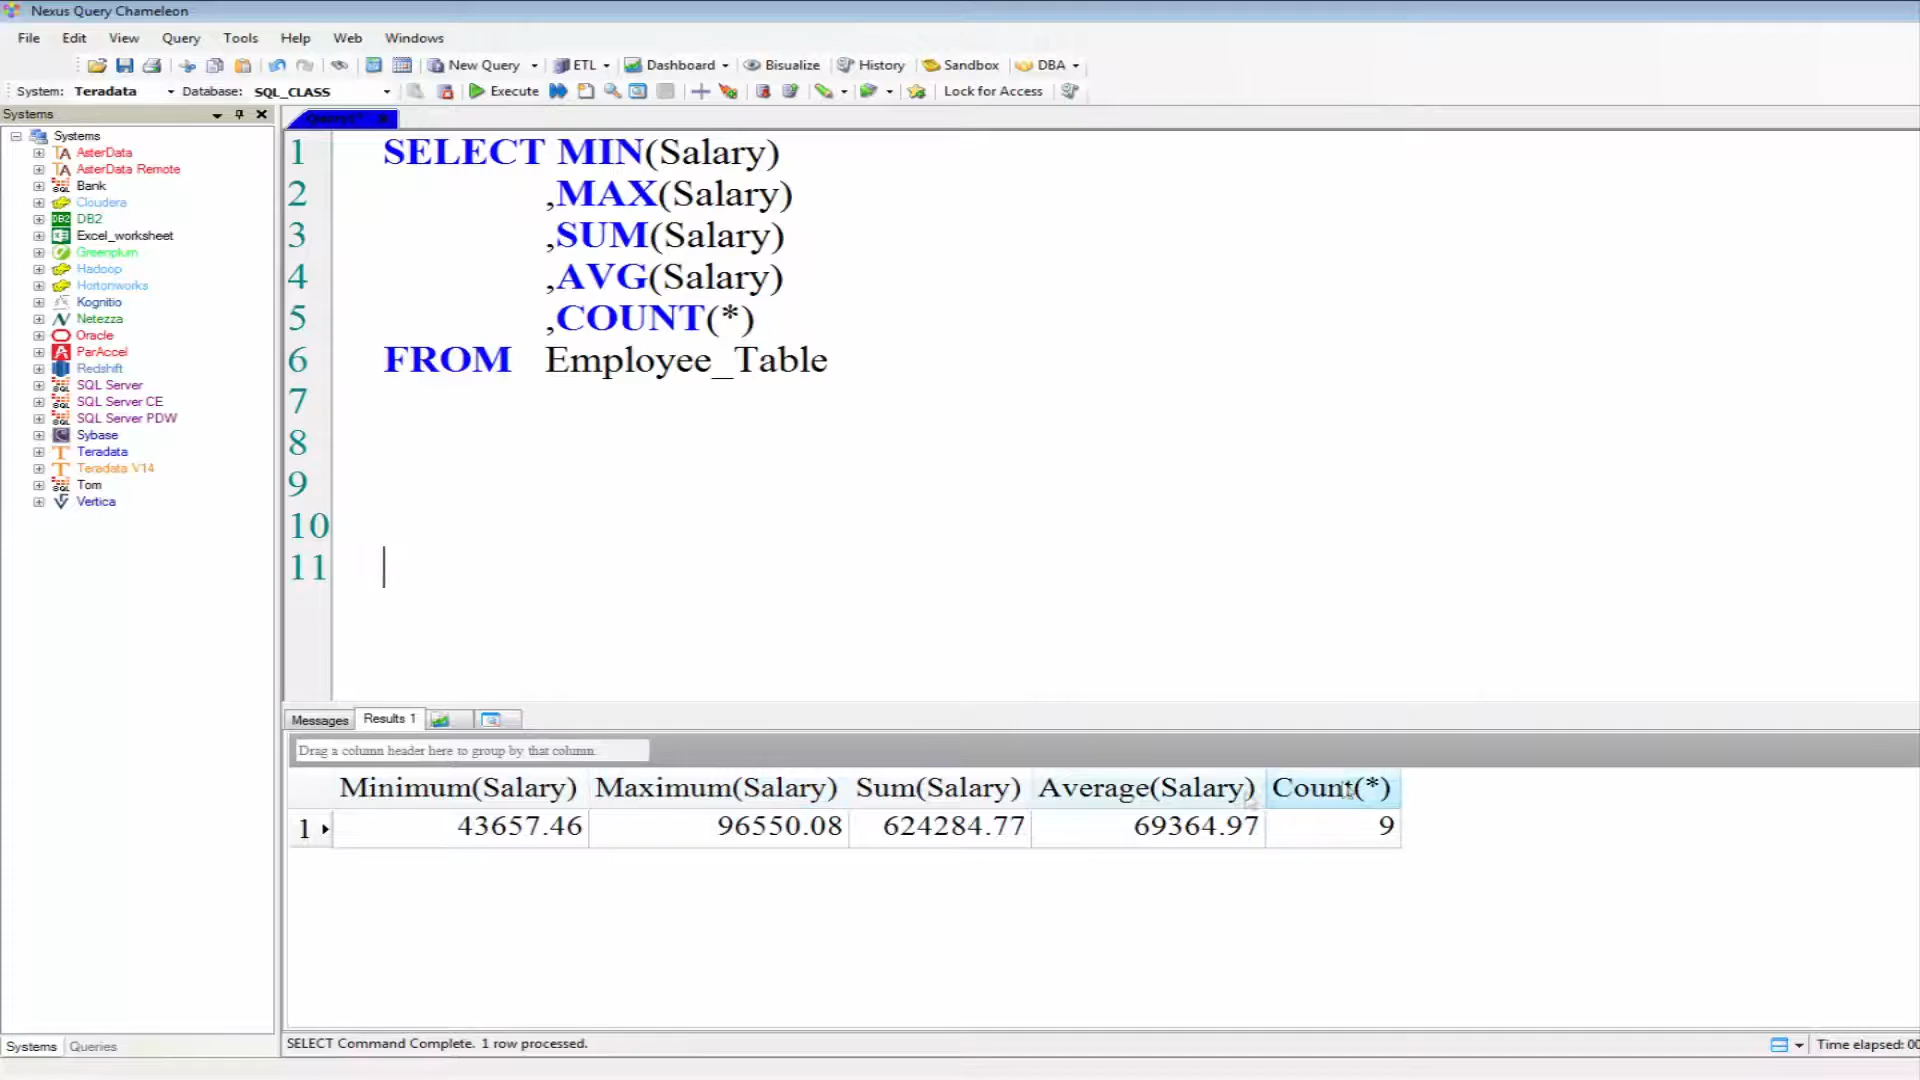 Nexus Query Chameleon
File Edit View Query Tools Help Web Windows
New Query ETL Dashboard Bisualize History Sandbox DBA
System: Teradata Database: SQL_CLASS Execute Lock for Access
Systems
Systems
AsterData
AsterData Remote
Bank
Cloudera
DB2
Excel_worksheet
Greenplum
Hadoop
Hortonworks
Kognitio
Netezza
Oracle
ParAccel
Redshift
SQL Server
SQL Server CE
SQL Server PDW
Sybase
Teradata
Teradata V14
Tom
Vertica
1 SELECT MIN(Salary)
2 ,MAX(Salary)
3 ,SUM(Salary)
4 ,AVG(Salary)
5 ,COUNT(*)
6 FROM Employee_Table
7
8
9
10
11
Messages Results 1
Drag a column header here to group by that column.
Minimum(Salary) Maximum(Salary) Sum(Salary) Average(Salary) Count(*)
1 43657.46 96550.08 624284.77 69364.97 9
Systems Queries
SELECT Command Complete. 1 row processed.
Time elapsed: 00